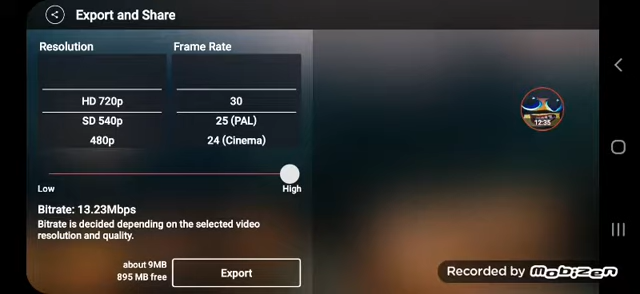 Export and Share
Resolution
Frame Rate
HD 720p
30
SD 540p
25 (PAL)
480p
24 (Cinema)
Low
High
Bitrate: 13.23Mbps
Bitrate is decided depending on the selected video
resolution and quality.
about 9MB
895 MB free
Export
12:35
Recorded by Mobizen